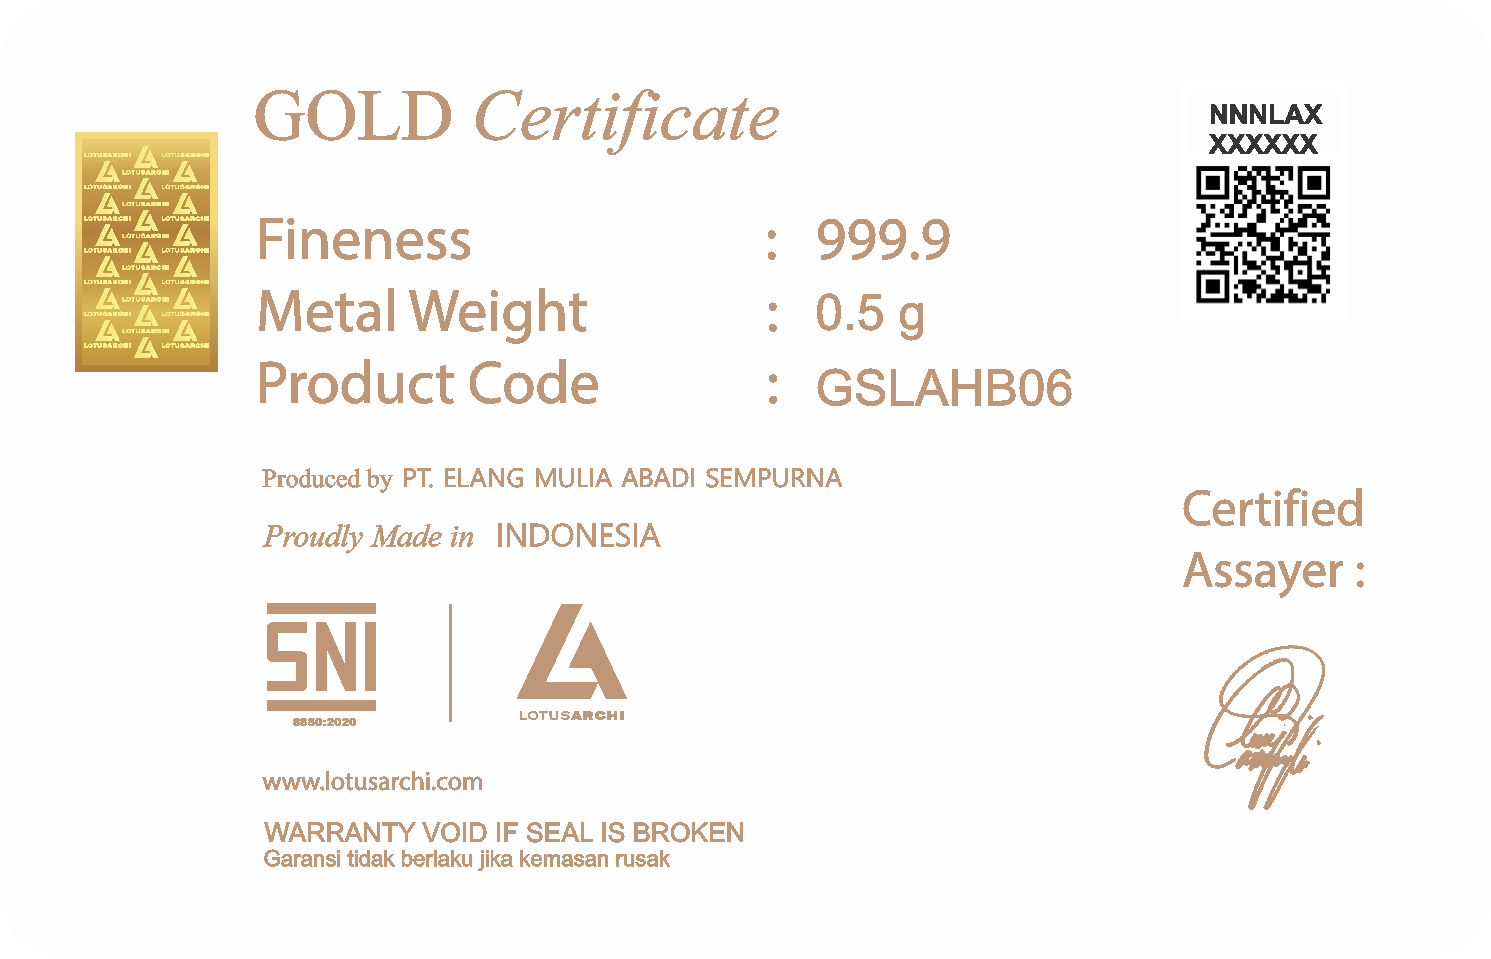 GOLD Certificate
NNNLAX
XXXXXX
LOTUSARCHI
Fineness : 999.9
Metal Weight : 0.5 g
Product Code : GSLAHB06
Produced by PT. ELANG MULIA ABADI SEMPURNA
Proudly Made in INDONESIA
Certified
Assayer :
SNI
8880:2020
LA
LOTUSARCHI
www.lotusarchi.com
WARRANTY VOID IF SEAL IS BROKEN
Garansi tidak berlaku jika kemasan rusak